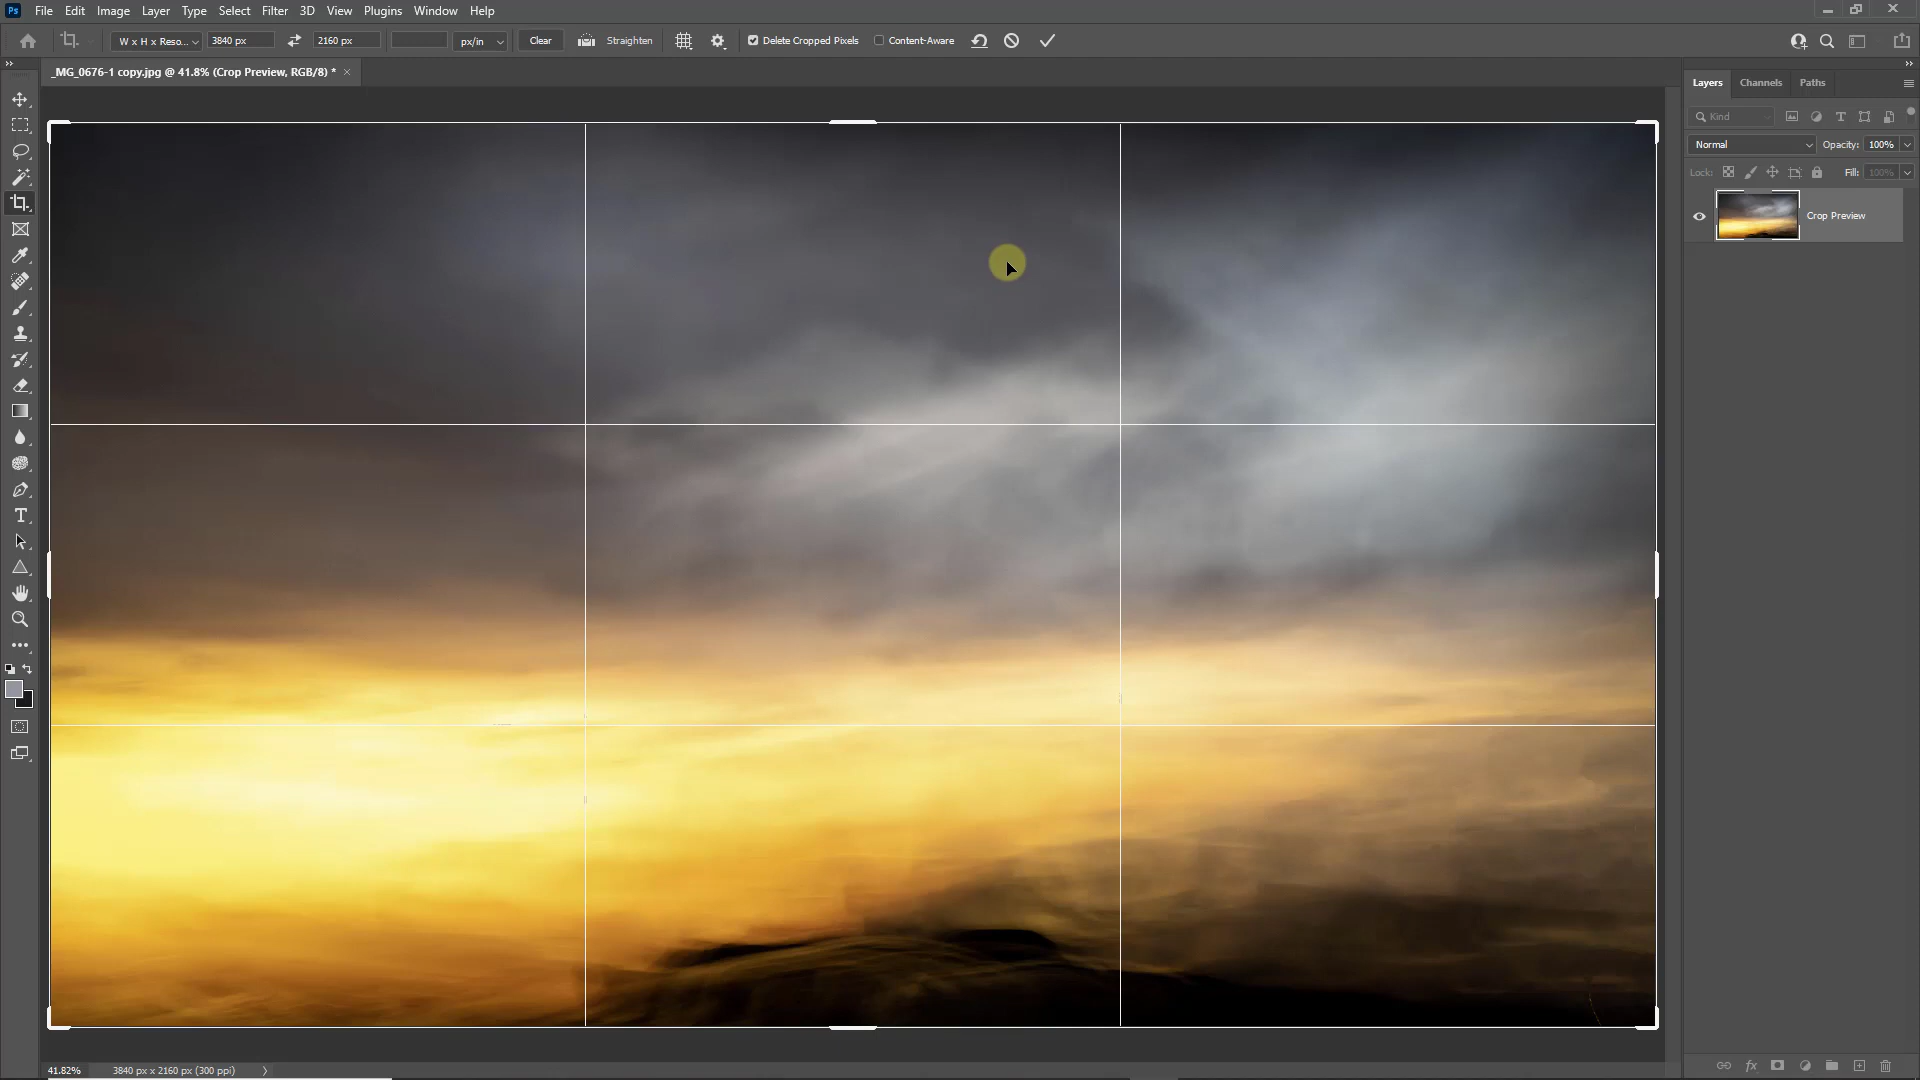 Ps File Edit Image Layer Type Select Filter 3D View Plugins Window Help
W x H x Reso... 3840 px 2160 px px/in Clear Straighten Delete Cropped Pixels Content-Aware
_MG_0676-1 copy.jpg @ 41.8% (Crop Preview, RGB/8) * ×
Layers Channels Paths
Kind
Normal Opacity: 100%
Lock: Fill: 100%
Crop Preview
41.82% 3840 px x 2160 px (300 ppi)